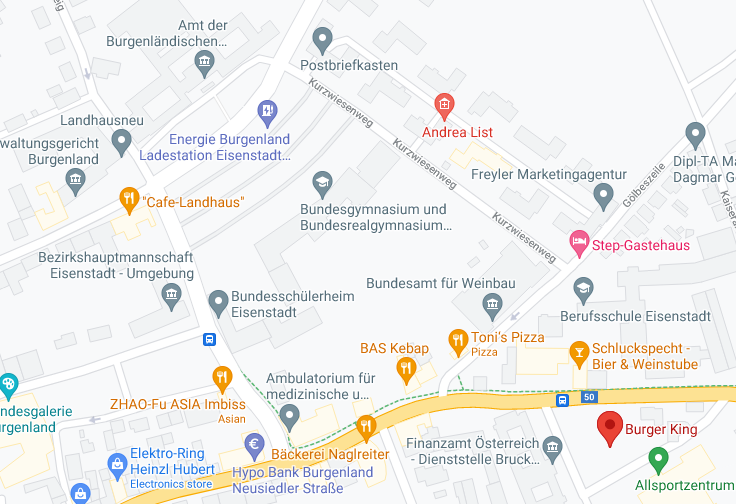 eig
Amt der
Burgenländischen...
Postbriefkasten
Kurzwiesenweg
Landhausneu
Energie Burgenland
Ladestation Eisenstadt...
Andrea List
waltungsgericht
Burgenland
Kurzwiesenweg
Dipl-TA Ma
Dagmar G
Freyler Marketingagentur
Gölbeszeile
Kaisera
"Cafe-Landhaus"
Bundesgymnasium und
Bundesrealgymnasium...
Kurzwiesenweg
Step-Gastehaus
Bezirkshauptmannschaft
Eisenstadt - Umgebung
Bundesamt für Weinbau
Bundesschülerheim
Eisenstadt
Berufsschule Eisenstadt
Toni's Pizza
Pizza
BAS Kebap
Schluckspecht -
Bier & Weinstube
Ambulatorium für
medizinische u...
ZHAO-Fu ASIA Imbiss
Asian
50
ndesgalerie
urgenland
Burger King
Elektro-Ring
Heinzl Hubert
Electronics store
Bäckerei Naglreiter
Finanzamt Österreich -
- Dienststelle Bruck...
Hypo Bank Burgenland
Neusiedler Straße
Allsportzentrum